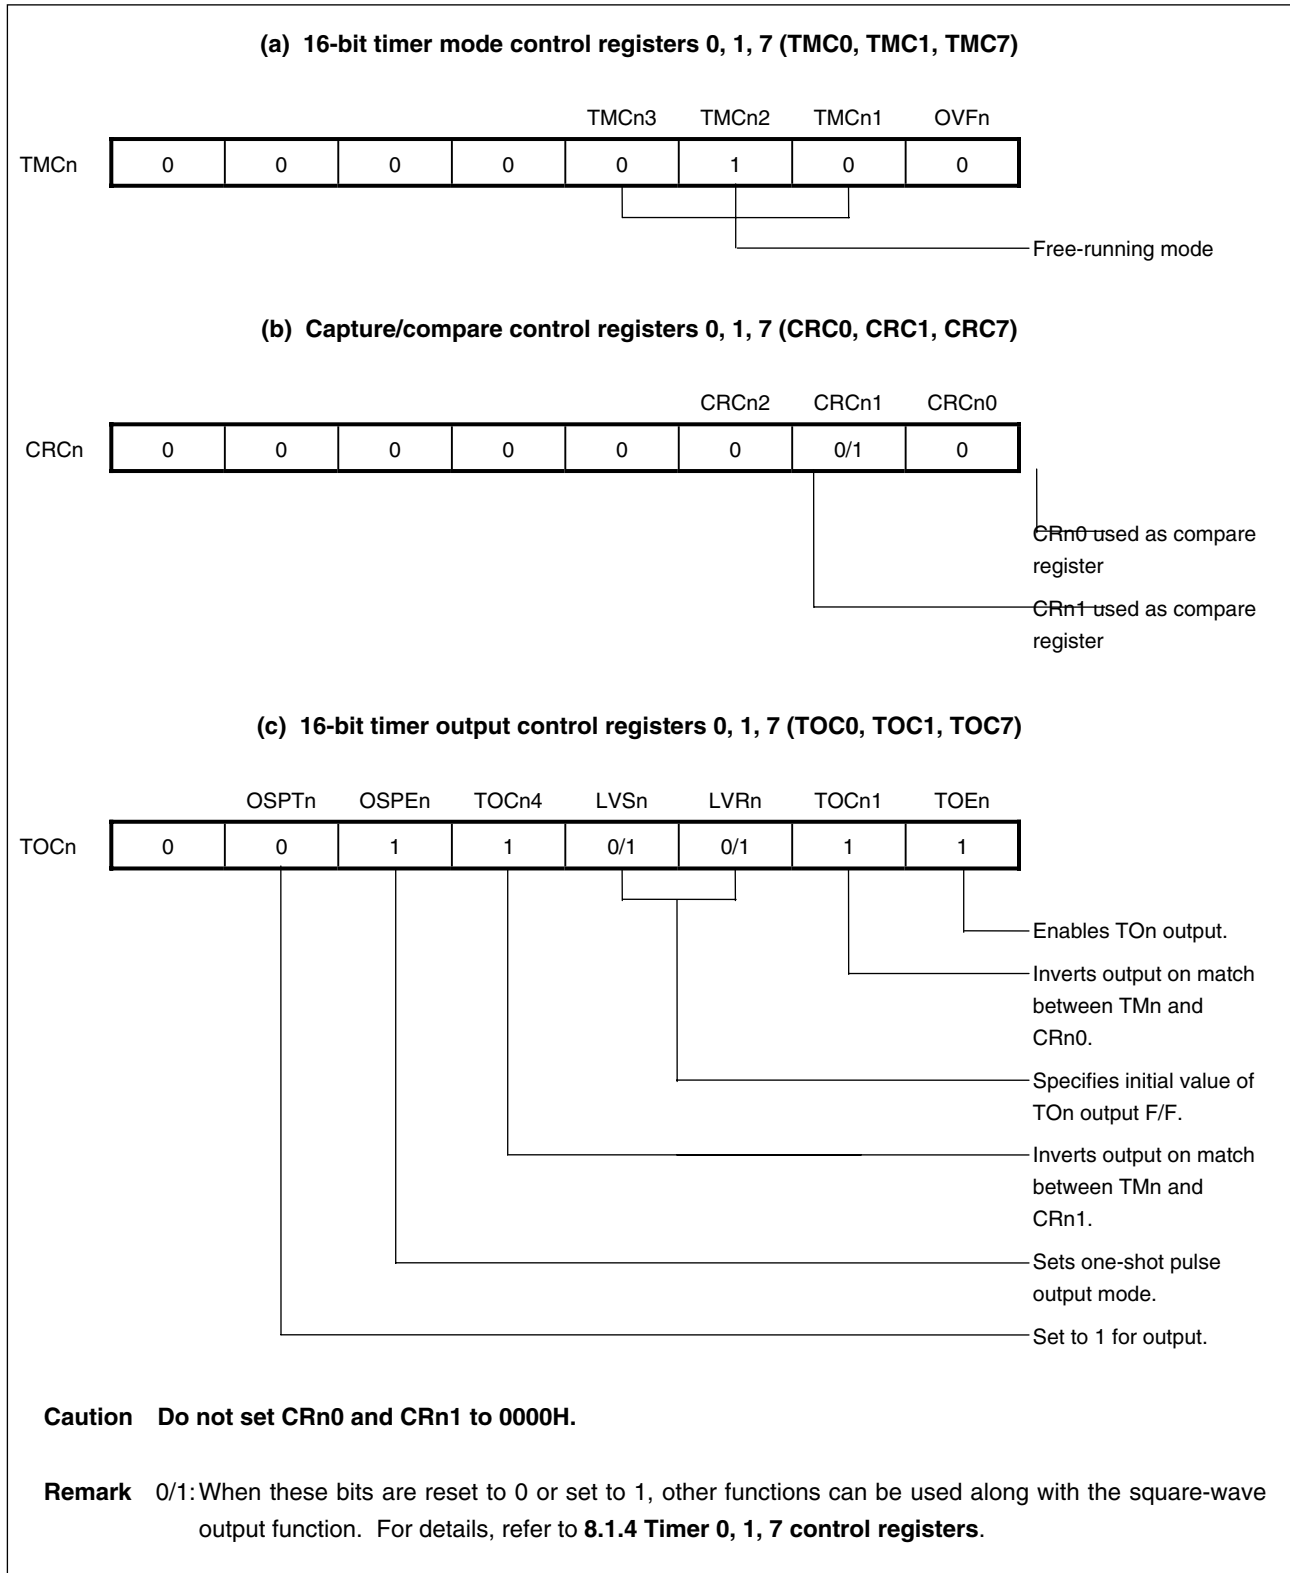 (a) 16-bit timer mode control registers 0, 1, 7 (TMC0, TMC1, TMC7)
TMCn3 TMCn2 TMCn1 OVFn
TMCn 0 0 0 0 0 1 0 0
Free-running mode
(b) Capture/compare control registers 0, 1, 7 (CRC0, CRC1, CRC7)
CRCn2 CRCn1 CRCn0
CRCn 0 0 0 0 0 0 0/1 0
CRn0 used as compare
register
CRn1 used as compare
register
(c) 16-bit timer output control registers 0, 1, 7 (TOC0, TOC1, TOC7)
OSPTn OSPEn TOCn4 LVSn LVRn TOCn1 TOEn
TOCn 0 0 1 1 0/1 0/1 1 1
Enables TOn output.
Inverts output on match
between TMn and
CRn0.
Specifies initial value of
TOn output F/F.
Inverts output on match
between TMn and
CRn1.
Sets one-shot pulse
output mode.
Set to 1 for output.
Caution Do not set CRn0 and CRn1 to 0000H.
Remark 0/1: When these bits are reset to 0 or set to 1, other functions can be used along with the square-wave
output function. For details, refer to 8.1.4 Timer 0, 1, 7 control registers.